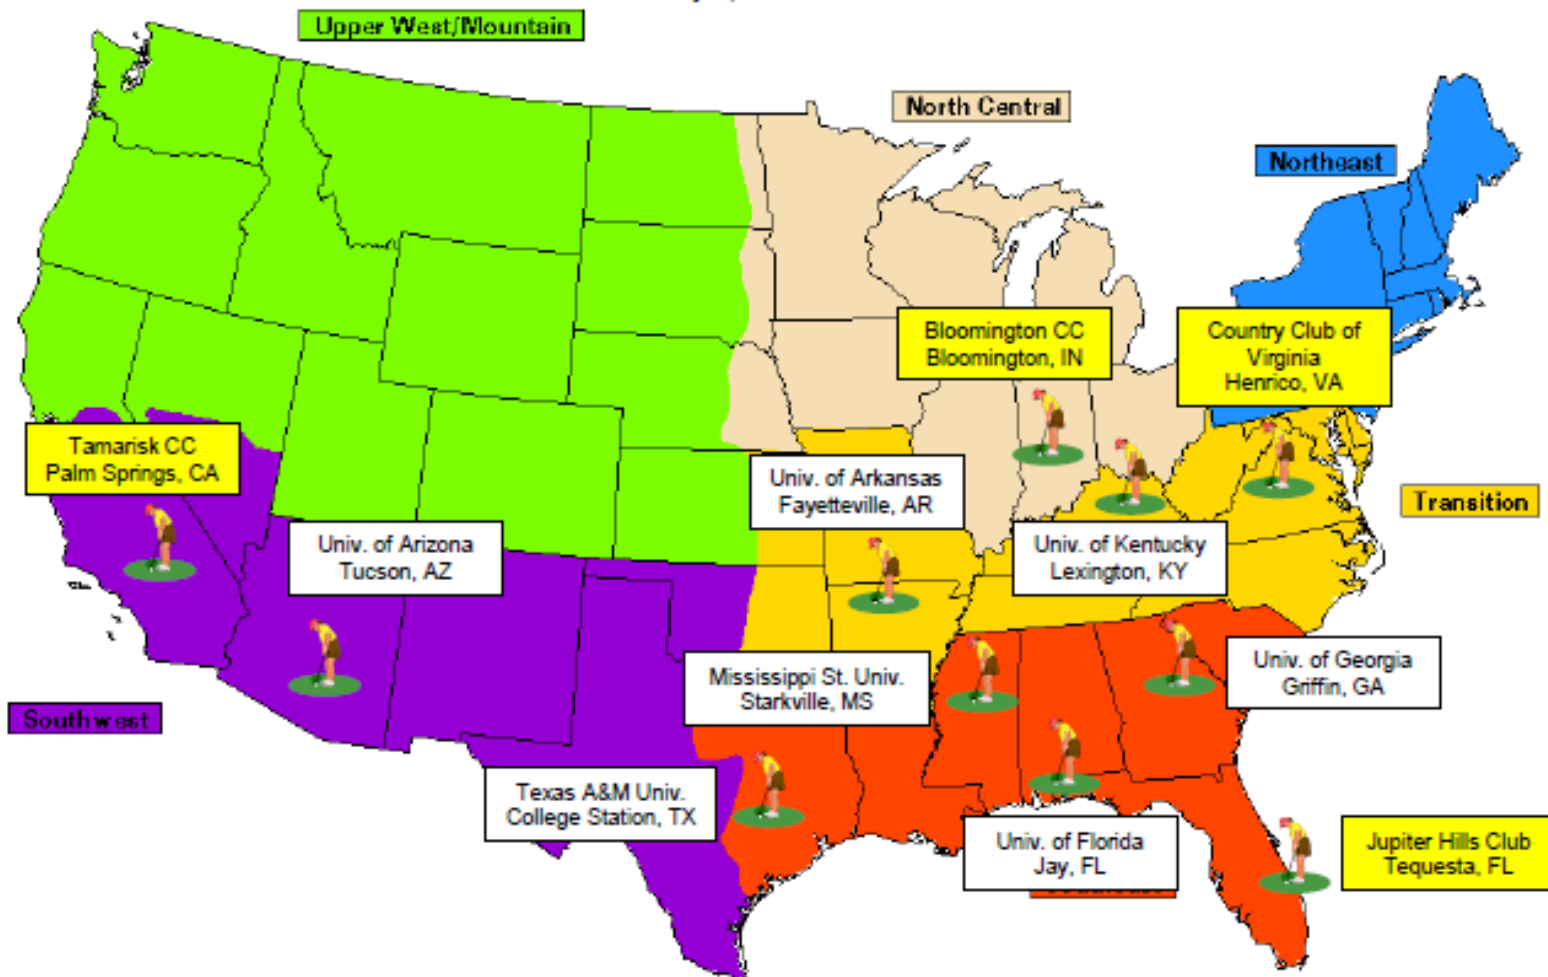 Upper West/Mountain
North Central
Northeast
Bloomington CC
Bloomington, IN
Country Club of
Virginia
Henrico, VA
Tamarisk CC
Palm Springs, CA
Univ. of Arkansas
Fayetteville, AR
Transition
Univ. of Arizona
Tucson, AZ
Univ. of Kentucky
Lexington, KY
Mississippi St. Univ.
Starkville, MS
Univ. of Georgia
Griffin, GA
Southwest
Texas A&M Univ.
College Station, TX
Univ. of Florida
Jay, FL
Jupiter Hills Club
Tequesta, FL